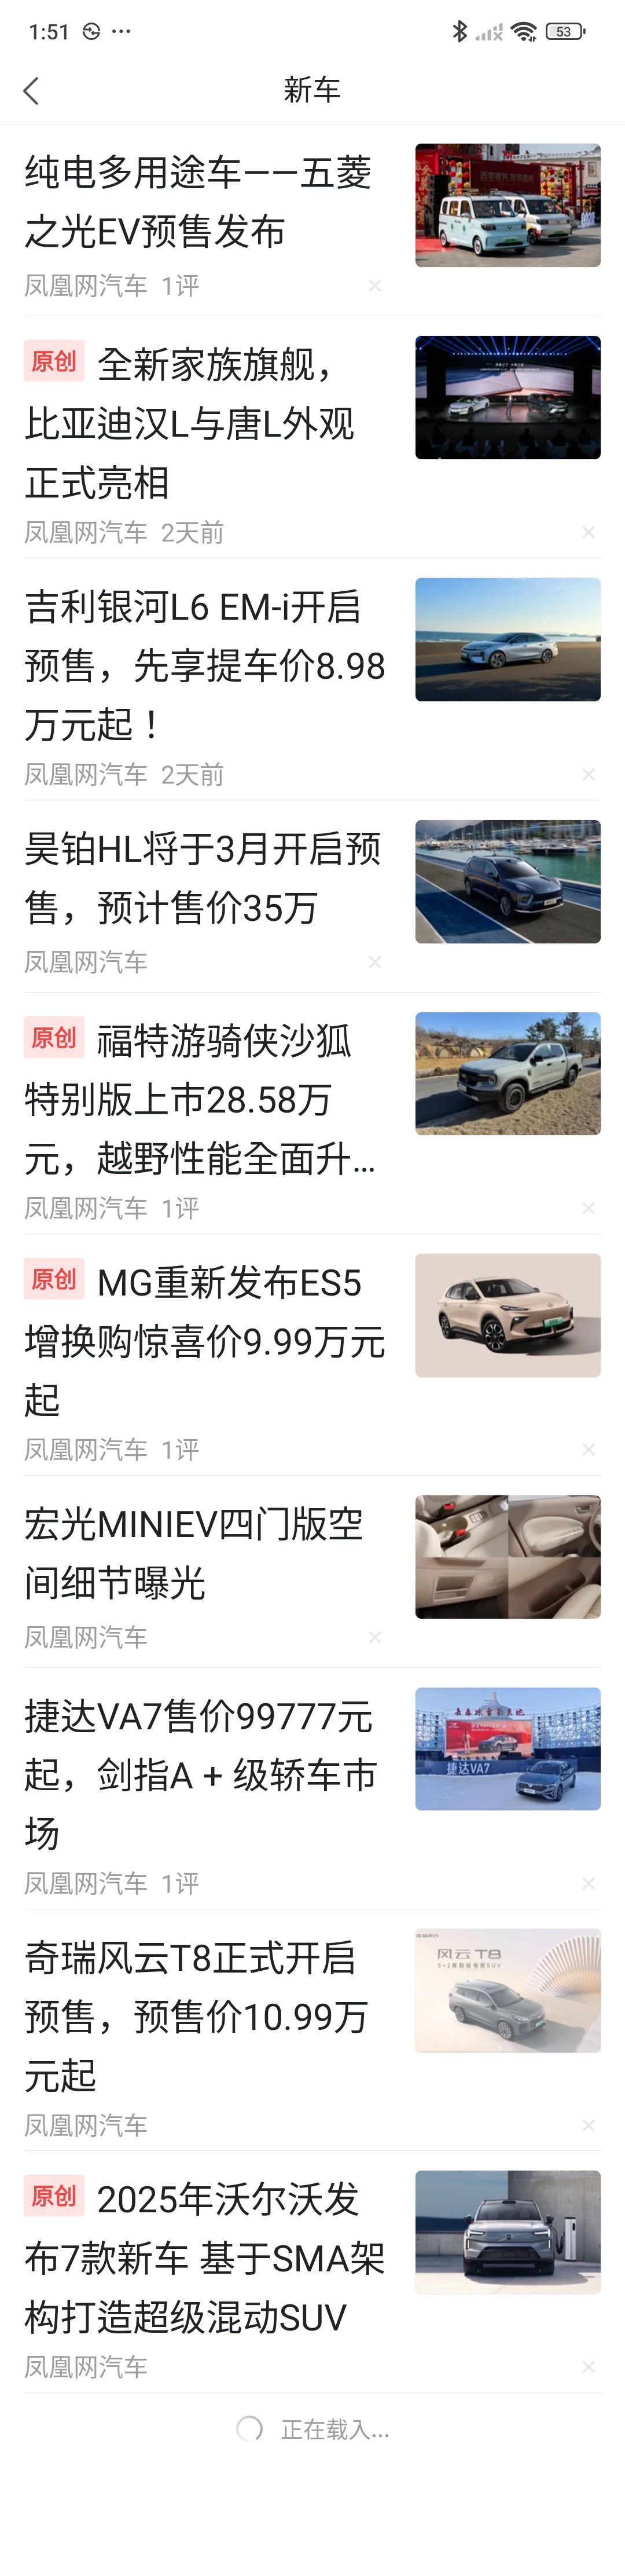 1:51
53
新车
纯电多用途车——五菱
之光EV预售发布
凤凰网汽车 1评
原创 全新家族旗舰，
比亚迪汉L与唐L外观
正式亮相
凤凰网汽车 2天前
吉利银河L6 EM-i开启
预售，先享提车价8.98
万元起！
凤凰网汽车 2天前
昊铂HL将于3月开启预
售，预计售价35万
凤凰网汽车
原创 福特游骑侠沙狐
特别版上市28.58万
元，越野性能全面升...
凤凰网汽车 1评
原创 MG重新发布ES5
增换购惊喜价9.99万元
起
凤凰网汽车 1评
宏光MINIEV四门版空
间细节曝光
凤凰网汽车
捷达VA7售价99777元
起，剑指A + 级轿车市
场
捷达VA7
凤凰网汽车 1评
奇瑞风云T8正式开启
预售，预售价10.99万
元起
风云 T8
凤凰网汽车
原创 2025年沃尔沃发
布7款新车 基于SMA架
构打造超级混动SUV
凤凰网汽车
正在载入...